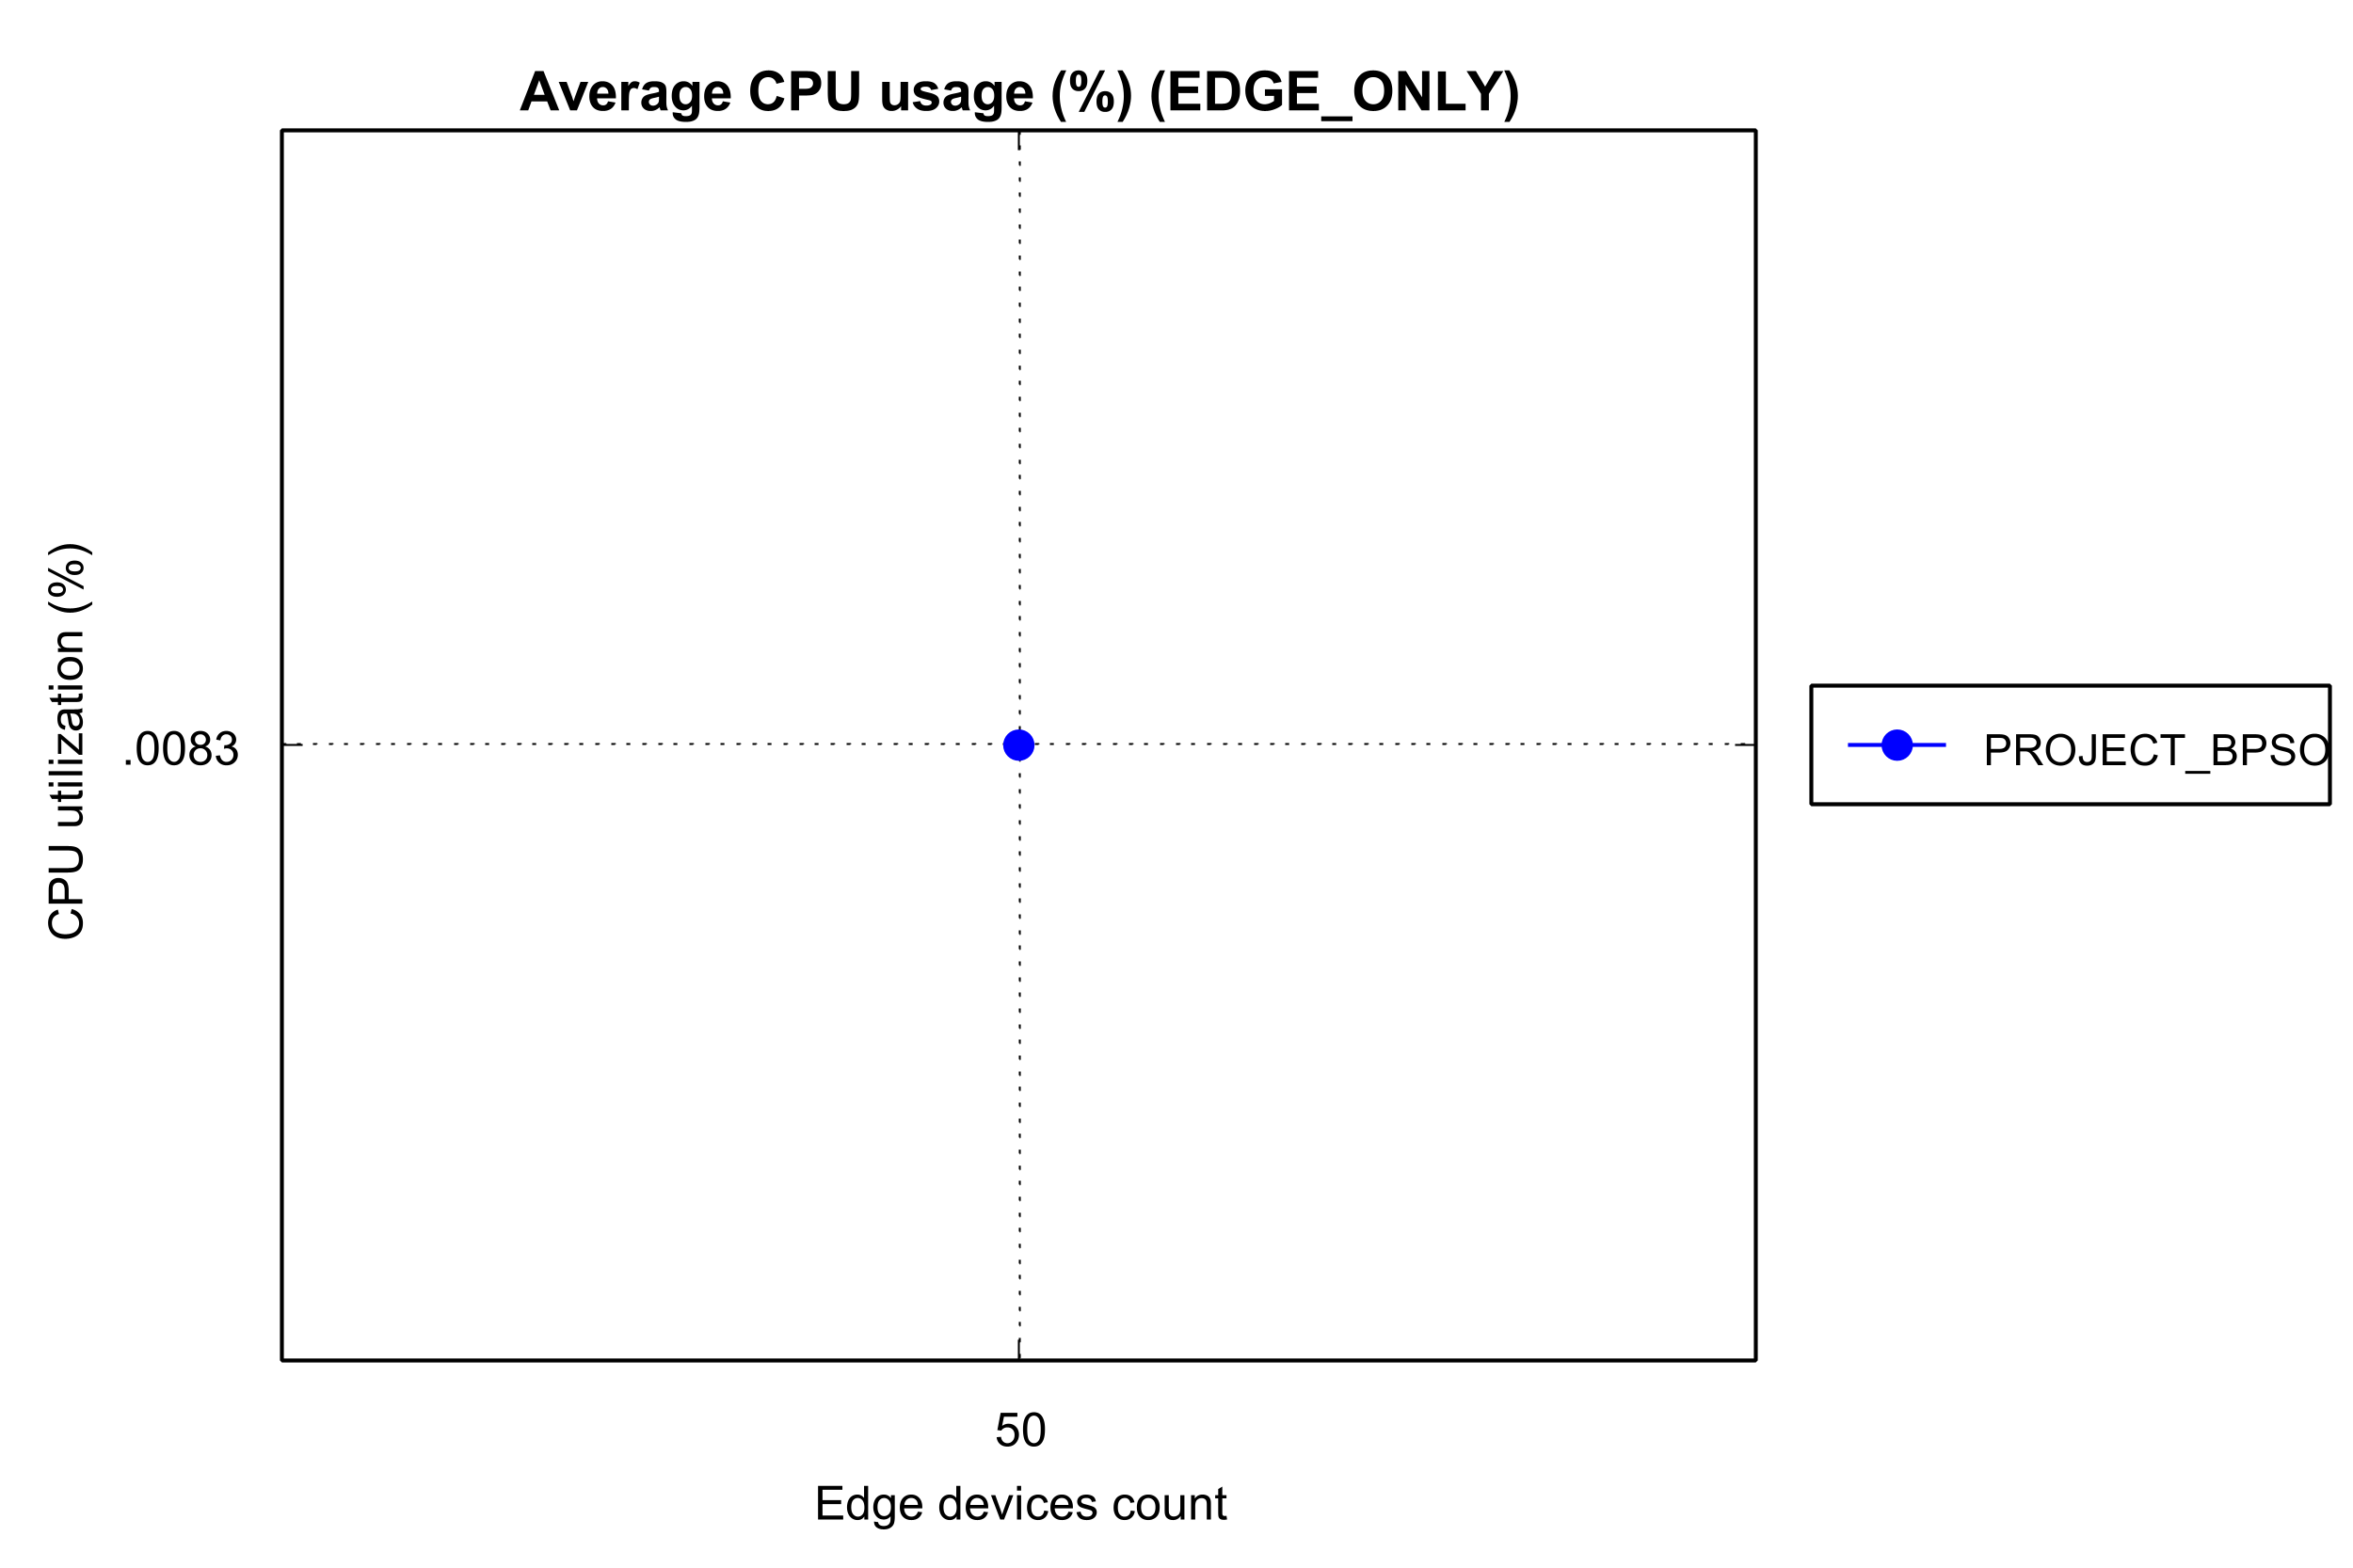 Average CPU usage (%) (EDGE_ONLY)
CPU utilization (%)
.0083
PROJECT_BPSO
50
Edge devices count